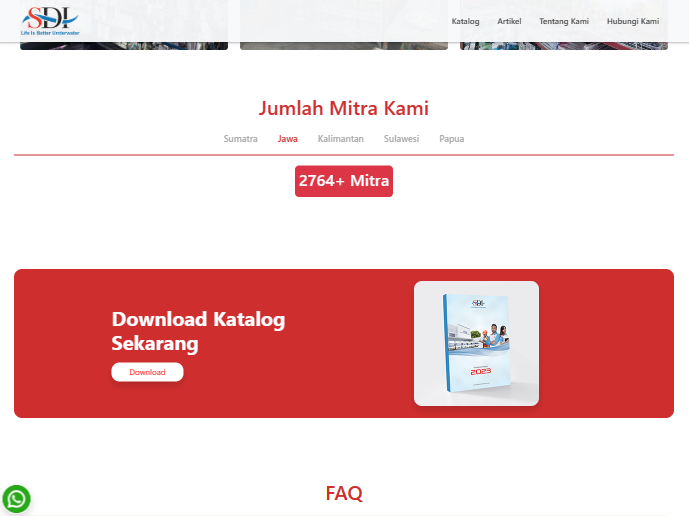 SDI
Life Is Better Underwater
Katalog
Artikel
Tentang Kami
Hubungi Kami
Jumlah Mitra Kami
Sumatra
Jawa
Kalimantan
Sulawesi
Papua
2764+ Mitra
Download Katalog
Sekarang
Download
SDI
2023
FAQ